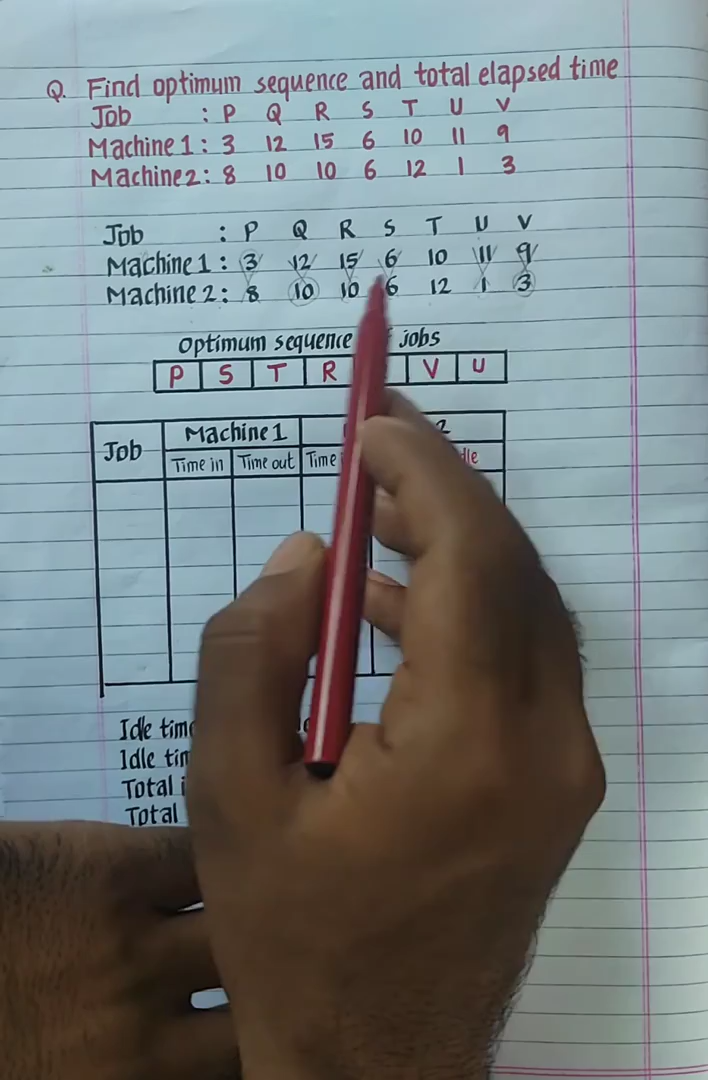 Q. Find optimum sequence and total elapsed time
Job : P Q R S T U V
Machine 1 : 3 12 15 6 10 11 9
Machine2 : 8 10 10 6 12 1 3
Job : P Q R S T U V
Machine 1 : 3 12 15 6 10 11 9
Machine 2 : 8 10 10 6 12 1 3
Optimum sequence jobs
P S T R V U
Job Machine 1 2
Time in Time out Time
Idle
Idle
Total
Total